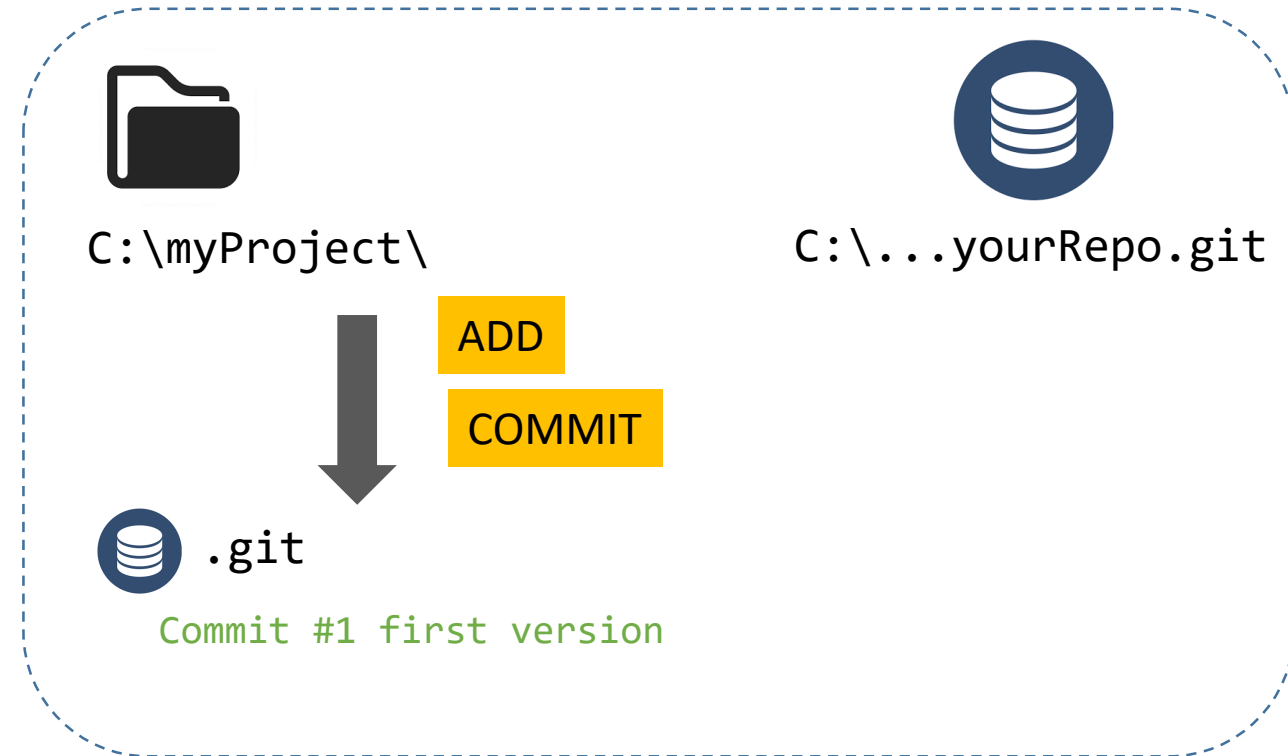 C:\myProject\
C:\...yourRepo.git
ADD
COMMIT
.git
Commit #1 first version